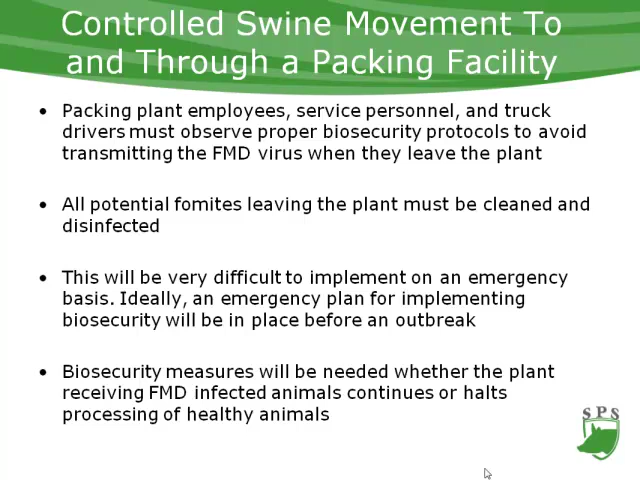 Controlled Swine Movement To
and Through a Packing Facility
• Packing plant employees, service personnel, and truck
drivers must observe proper biosecurity protocols to avoid
transmitting the FMD virus when they leave the plant
• All potential fomites leaving the plant must be cleaned and
disinfected
• This will be very difficult to implement on an emergency
basis. Ideally, an emergency plan for implementing
biosecurity will be in place before an outbreak
• Biosecurity measures will be needed whether the plant
receiving FMD infected animals continues or halts
processing of healthy animals
SPS